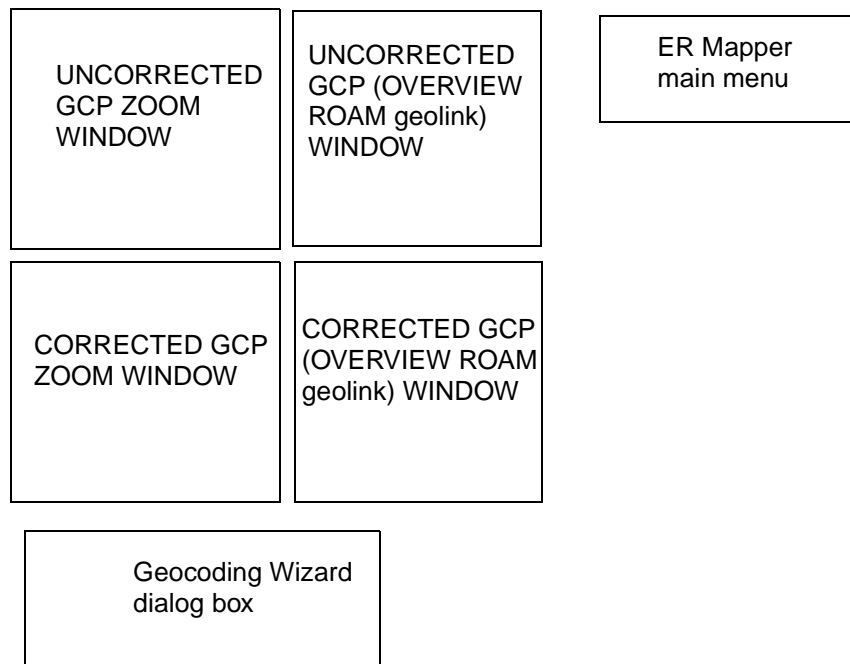 UNCORRECTED
GCP ZOOM
WINDOW
UNCORRECTED
GCP (OVERVIEW
ROAM geolink)
WINDOW
ER Mapper
main menu
CORRECTED GCP
ZOOM WINDOW
CORRECTED GCP
(OVERVIEW ROAM
geolink) WINDOW
Geocoding Wizard
dialog box